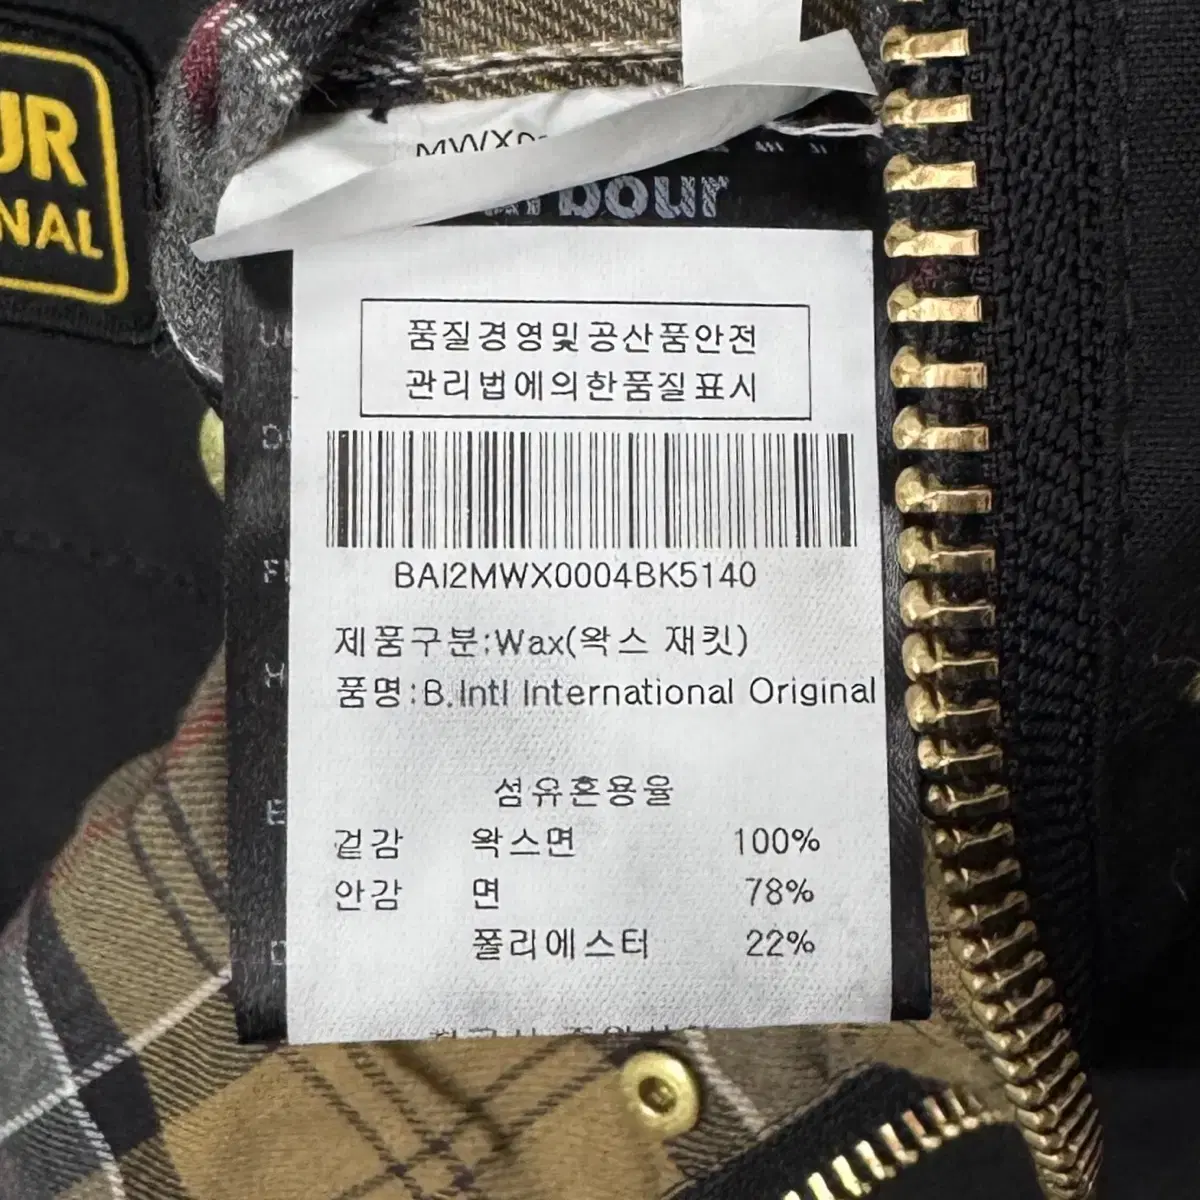 UR
NAL
bour
품질경영및공산품안전
관리법에의한품질표시
BAI2MWX0004BK5140
제품구분:Wax(왁스 재킷)
품명:B.Intl International Original
섬유혼용율
겉감 왁스면 100%
안감 면 78%
폴리에스터 22%